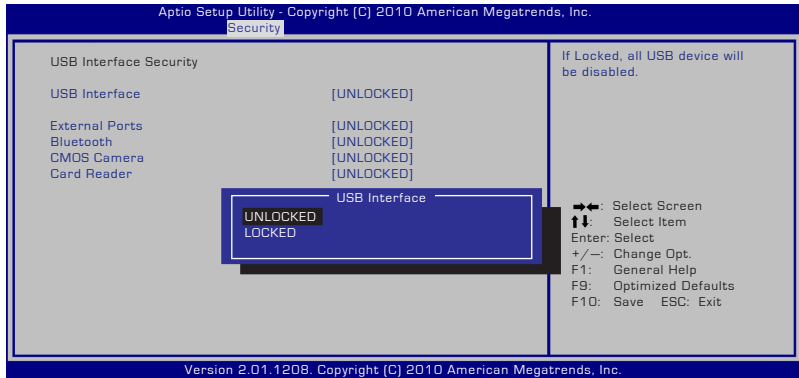 Aptio Setup Utility - Copyright (C) 2010 American Megatrends, Inc.
Security
USB Interface Security
USB Interface [UNLOCKED]
External Ports [UNLOCKED]
Bluetooth [UNLOCKED]
CMOS Camera [UNLOCKED]
Card Reader [UNLOCKED]
USB Interface
UNLOCKED
LOCKED
If Locked, all USB device will
be disabled.
→←: Select Screen
↑↓: Select Item
Enter: Select
+/—: Change Opt.
F1: General Help
F9: Optimized Defaults
F10: Save ESC: Exit
Version 2.01.1208. Copyright (C) 2010 American Megatrends, Inc.